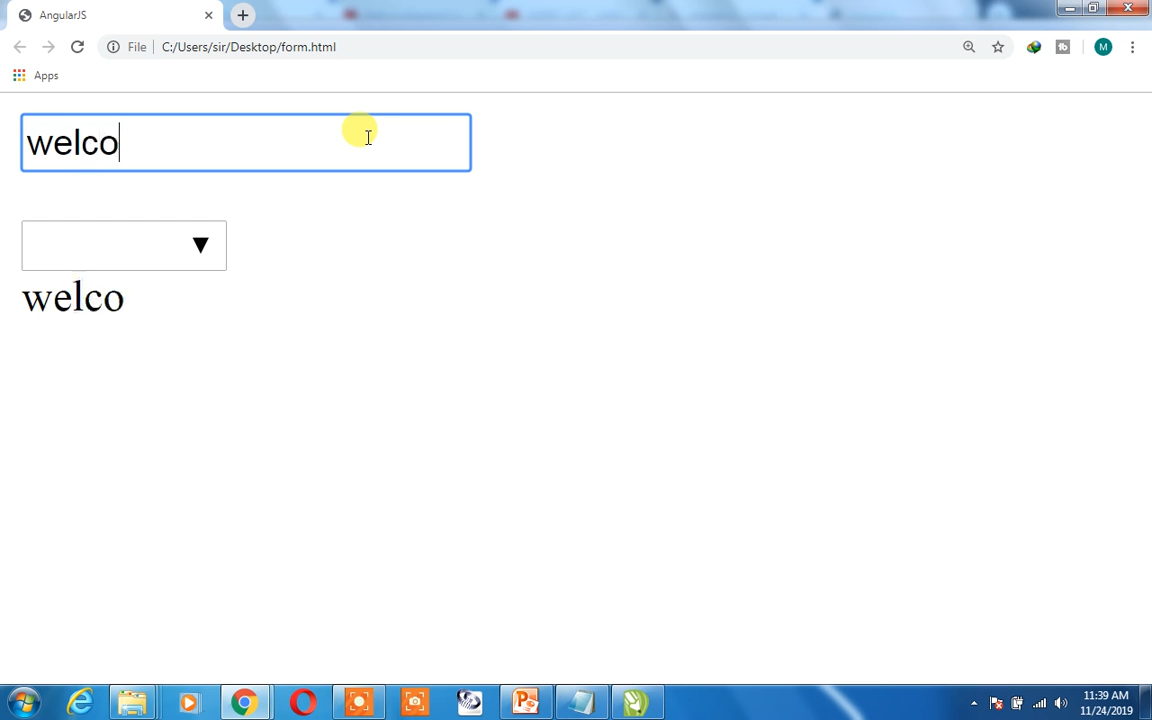 AngularJS
File
C:/Users/sir/Desktop/form.html
M
Apps
welco
welco
11:39 AM
11/24/2019